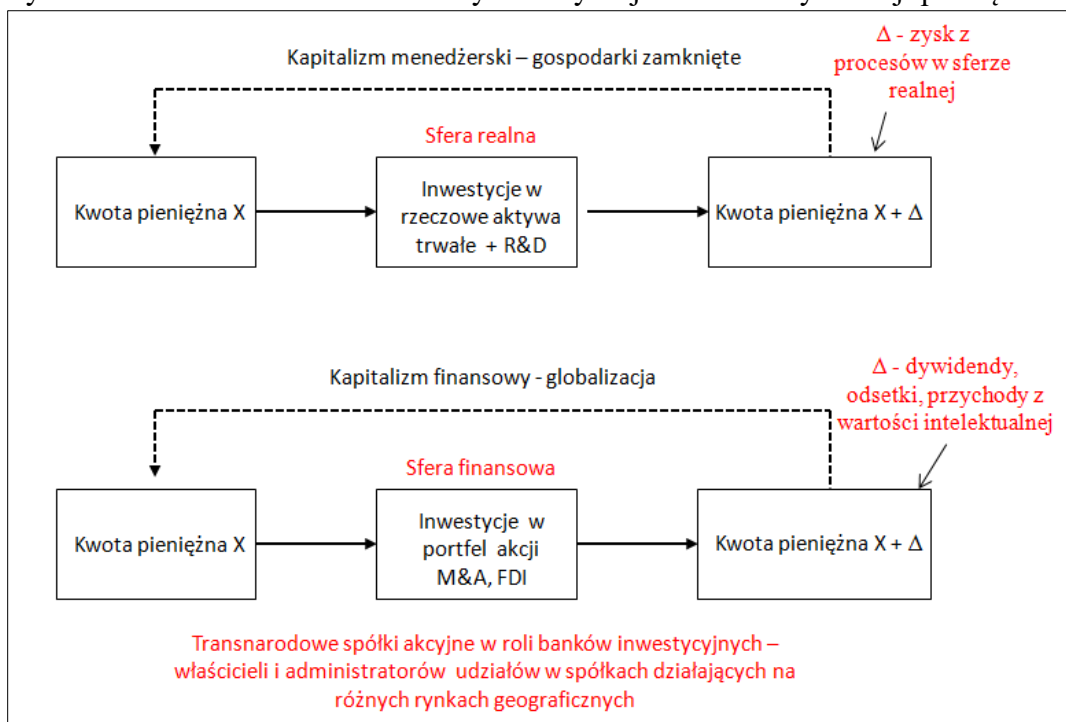 Kapitalizm menedżerski – gospodarki zamknięte
Δ - zysk z
procesów w sferze
realnej
Sfera realna
Kwota pieniężna X
Inwestycje w
rzeczowe aktywa
trwałe + R&D
Kwota pieniężna X + Δ
Kapitalizm finansowy - globalizacja
Δ - dywidendy,
odsetki, przychody z
wartości intelektualnej
Sfera finansowa
Kwota pieniężna X
Inwestycje w
portfel akcji
M&A, FDI
Kwota pieniężna X + Δ
Transnarodowe spółki akcyjne w roli banków inwestycyjnych –
właścicieli i administratorów udziałów w spółkach działających na
różnych rynkach geograficznych